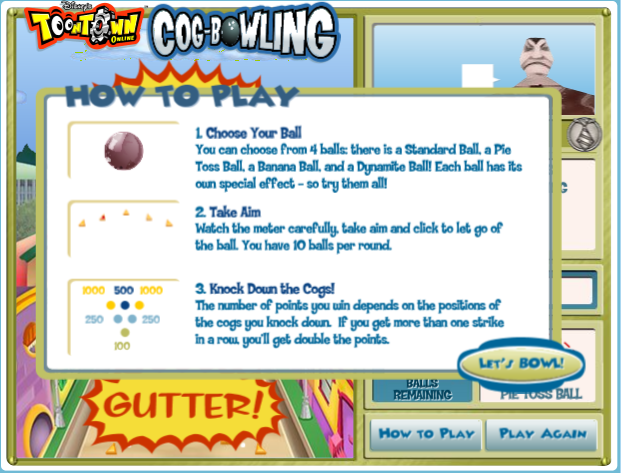 Disney's
TOONTOWN
ONLINE
COG-BOWLING
HOW TO PLAY
1. Choose Your Ball
You can choose from 4 balls: there is a Standard Ball, a Pie
Toss Ball, a Banana Ball, and a Dynamite Ball! Each ball has its
own special effect - so try them all!
2. Take Aim
Watch the meter carefully, take aim and click to let go of
the ball. You have 10 balls per round.
1000 500 1000
250 250
100
3. Knock Down the Cogs!
The number of points you win depends on the positions of
the cogs you knock down. If you get more than one strike
in a row, you'll get double the points.
LET'S BOWL!
GUTTER!
BALLS
REMAINING
PIE TOSS BALL
HOW TO PLAY
PLAY AGAIN